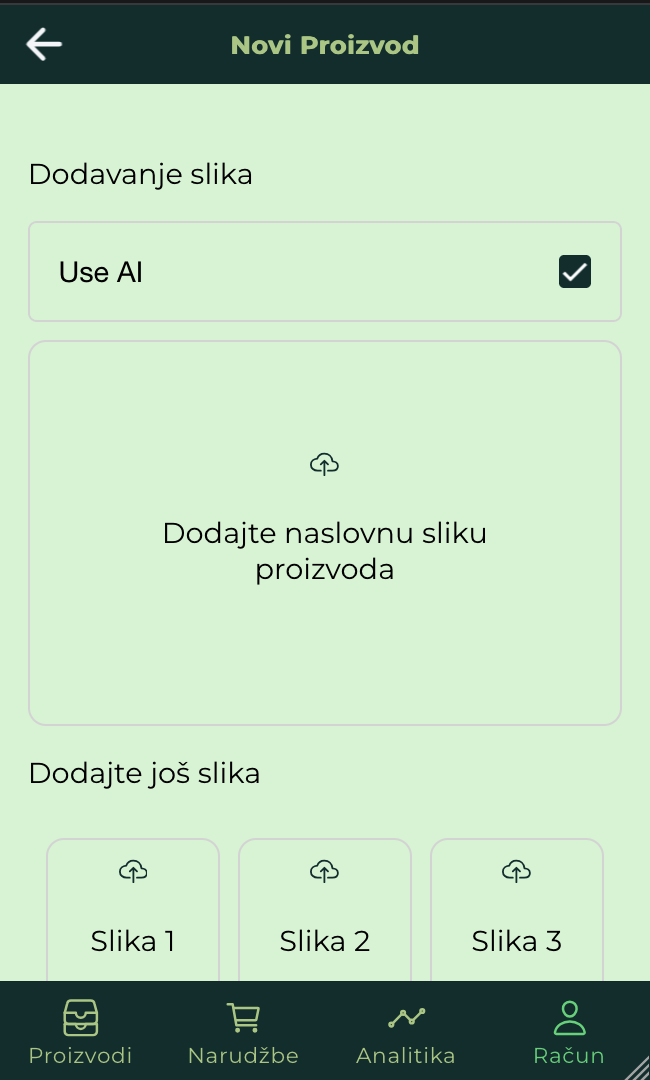 Novi Proizvod
Dodavanje slika
Use AI
Dodajte naslovnu sliku
proizvoda
Dodajte još slika
Slika 1
Slika 2
Slika 3
Proizvodi
Narudžbe
Analitika
Račun